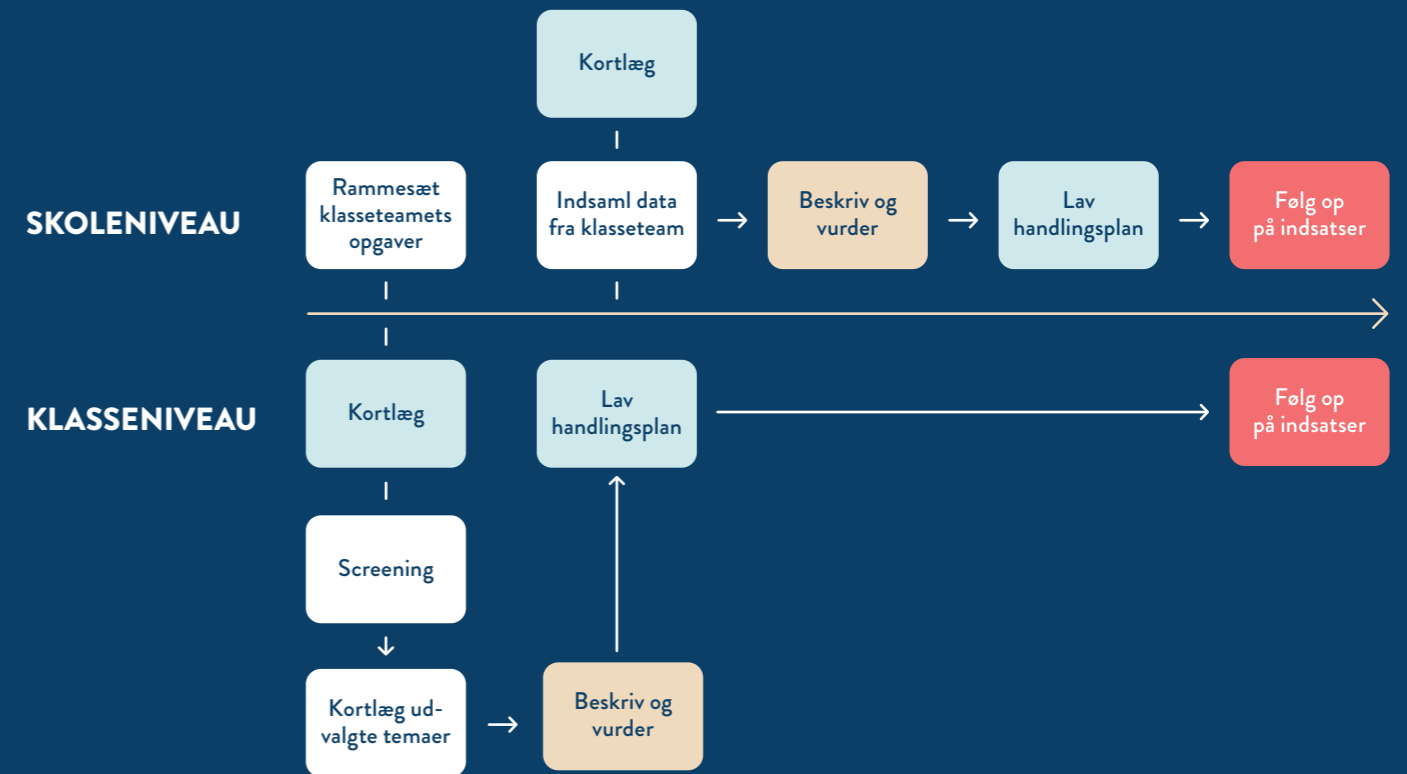 Kortlæg
SKOLENIVEAU
Rammesæt
klasseteamets
opgaver
Indsaml data
fra klasseteam
Beskriv og
vurder
Lav
handlingsplan
Følg op
på indsatser
KLASSENIVEAU
Kortlæg
Lav
handlingsplan
Følg op
på indsatser
Screening
Kortlæg ud-
valgte temaer
Beskriv og
vurder